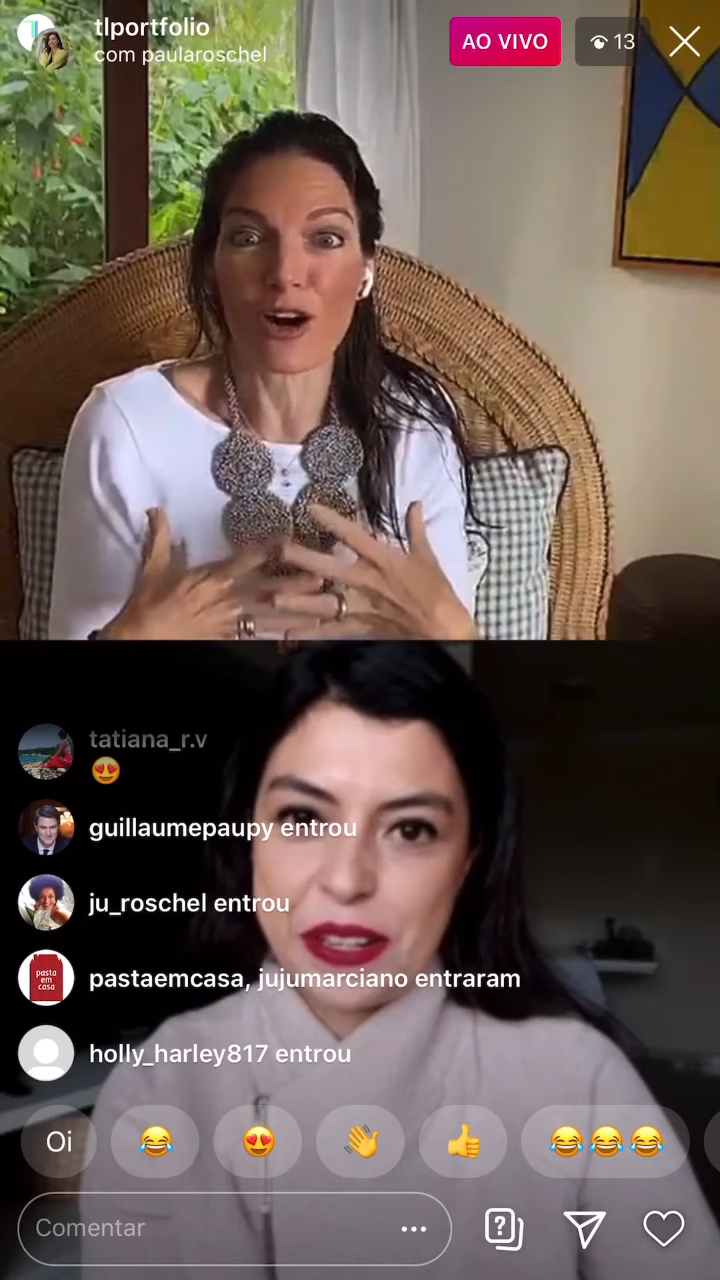 tlportfolio
com paularoschel
AO VIVO
13
tatiana_r.v
😍
guillaumepaupy entrou
ju_roschel entrou
pasta
em
casa
pastaemcasa, jujumarciano entraram
holly_harley817 entrou
Oi 😂 😍 👋 👍 😂😂😂
Comentar